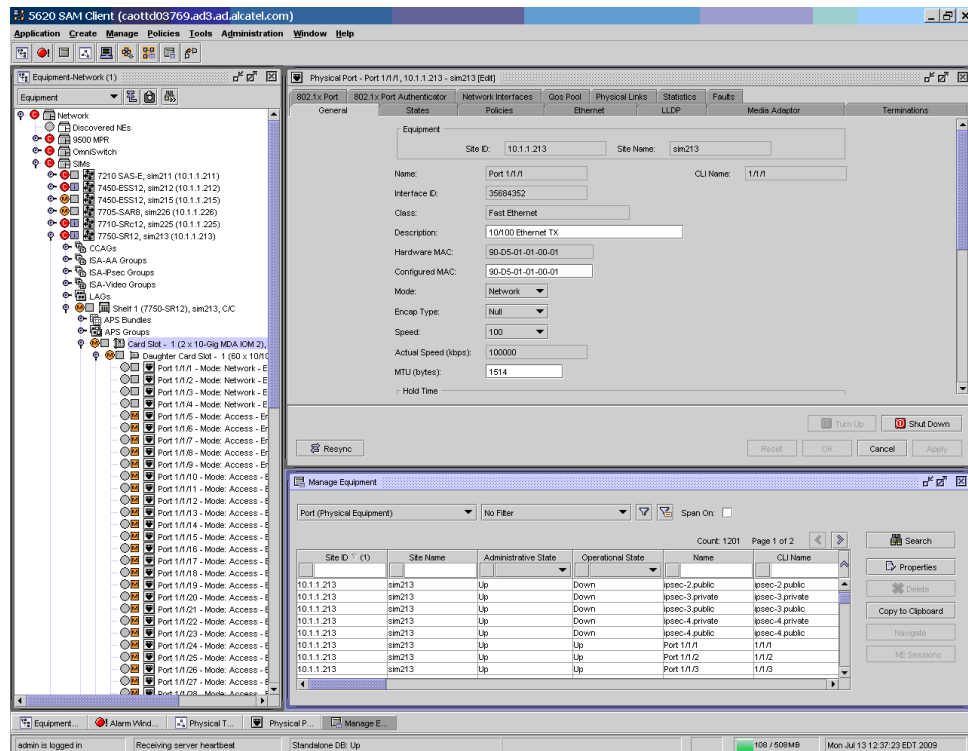 5620 SAM Client (caottd03769.ad3.ad.alcatel.com)
Application Create Manage Policies Tools Administration Window Help
Equipment-Network (1)
Equipment
Network
Discovered NEs
9500 MPR
OmniSwitch
SIMs
7210 SAS-E, sim211 (10.1.1.211)
7450-ESS12, sim212 (10.1.1.212)
7450-ESS12, sim215 (10.1.1.215)
7705-SAR8, sim226 (10.1.1.226)
7710-SRc12, sim225 (10.1.1.225)
7750-SR12, sim213 (10.1.1.213)
CCAGs
ISA-AA Groups
ISA-IPsec Groups
ISA-Video Groups
LAGs
Shelf 1 (7750-SR12), sim213, C/C
APS Bundles
APS Groups
Card Slot - 1 (2 x 10-Gig MDA IOM 2),
Daughter Card Slot - 1 (60 x 10/10
Port 1/1/1 - Mode: Network - E
Port 1/1/2 - Mode: Network - E
Port 1/1/3 - Mode: Network - E
Port 1/1/4 - Mode: Network - E
Port 1/1/5 - Mode: Access - Er
Port 1/1/6 - Mode: Access - Er
Port 1/1/7 - Mode: Access - Er
Port 1/1/8 - Mode: Access - Er
Port 1/1/9 - Mode: Access - Er
Port 1/1/10 - Mode: Access - E
Port 1/1/11 - Mode: Access - E
Port 1/1/12 - Mode: Access - E
Port 1/1/13 - Mode: Access - E
Port 1/1/14 - Mode: Access - E
Port 1/1/15 - Mode: Access - E
Port 1/1/16 - Mode: Access - E
Port 1/1/17 - Mode: Access - E
Port 1/1/18 - Mode: Access - E
Port 1/1/19 - Mode: Access - E
Port 1/1/20 - Mode: Access - E
Port 1/1/21 - Mode: Access - E
Port 1/1/22 - Mode: Access - E
Port 1/1/23 - Mode: Access - E
Port 1/1/24 - Mode: Access - E
Port 1/1/25 - Mode: Access - E
Port 1/1/26 - Mode: Access - E
Port 1/1/27 - Mode: Access - E
Port 1/1/28 - Mode: Access - E
Physical Port - Port 1/1/1, 10.1.1.213 - sim213 [Edit]
802.1x Port 802.1x Port Authenticator Network Interfaces Qos Pool Physical Links Statistics Faults
General States Policies Ethernet LLDP Media Adaptor Terminations
Equipment
Site ID: 10.1.1.213 Site Name: sim213
Name: Port 1/1/1 CLI Name: 1/1/1
Interface ID: 35684352
Class: Fast Ethernet
Description: 10/100 Ethernet TX
Hardware MAC: 90-D5-01-01-00-01
Configured MAC: 90-D5-01-01-00-01
Mode: Network
Encap Type: Null
Speed: 100
Actual Speed (kbps): 100000
MTU (bytes): 1514
Hold Time
Turn Up Shut Down
Resync Reset OK Cancel Apply
Manage Equipment
Port (Physical Equipment) No Filter Span On:
Count: 1201 Page 1 of 2 Search
Site ID (1) Site Name Administrative State Operational State Name CLI Name
10.1.1.213 sim213 Up Down ipsec-2.public ipsec-2.public
10.1.1.213 sim213 Up Down ipsec-3.private ipsec-3.private
10.1.1.213 sim213 Up Down ipsec-3.public ipsec-3.public
10.1.1.213 sim213 Up Down ipsec-4.private ipsec-4.private
10.1.1.213 sim213 Up Down ipsec-4.public ipsec-4.public
10.1.1.213 sim213 Up Up Port 1/1/1 1/1/1
10.1.1.213 sim213 Up Up Port 1/1/2 1/1/2
10.1.1.213 sim213 Up Up Port 1/1/3 1/1/3
Properties
Delete
Copy to Clipboard
Navigate
NE Sessions
Equipment... Alarm Wind... Physical T... Physical P... Manage E...
admin is logged in Receiving server heartbeat Standalone DB: Up 108 / 508MB Mon Jul 13 12:37:23 EDT 2009